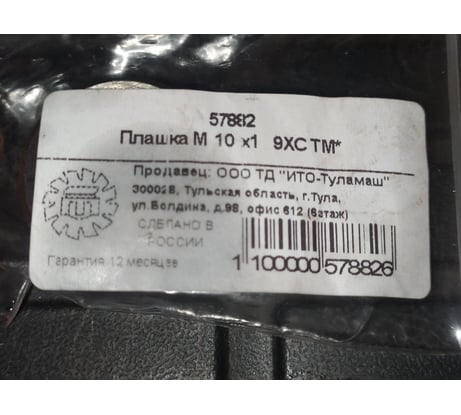 57882
Плашка М 10 х1 9ХС ТМ*
Продавец: ООО ТД "ИТО-Туламаш"
300028, Тульская область, г.Тула,
ул.Болдина, д.98, офис 612 (6этаж)
СДЕЛАНО В
РОССИИ
Гарантия 12 месяцев
1 100000 578826